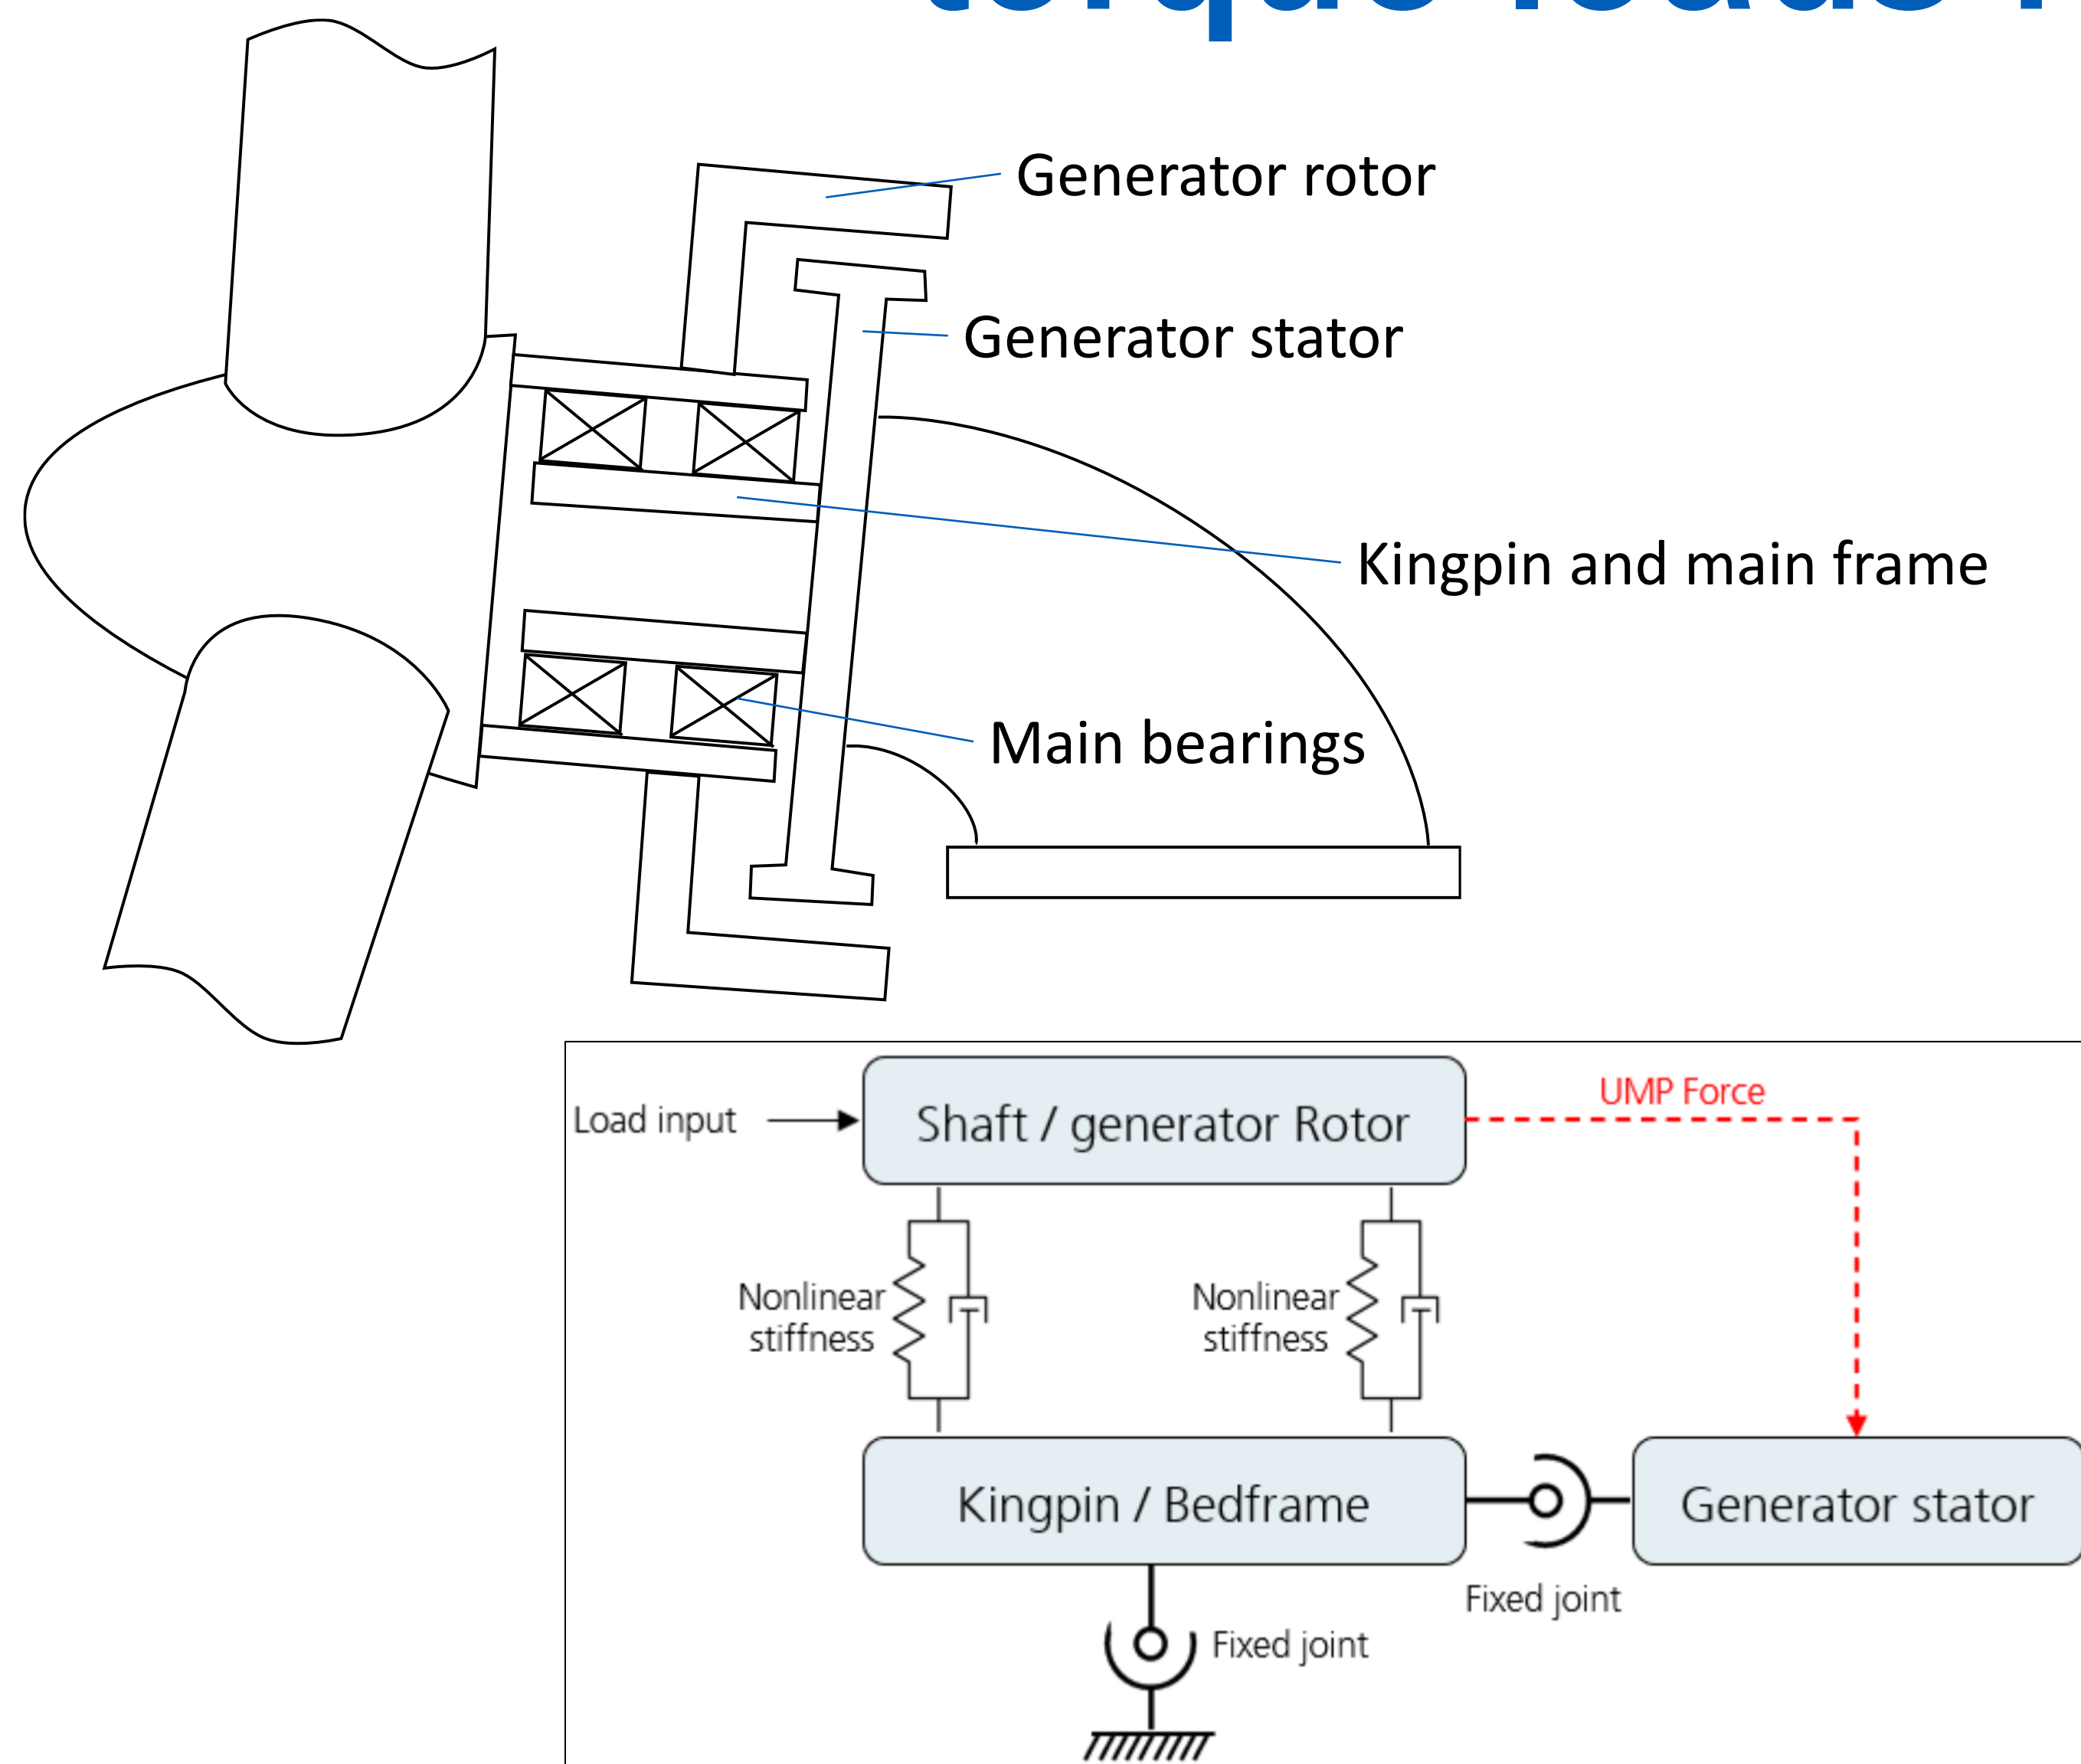 Generator rotor
Generator stator
Kingpin and main frame
Main bearings
UMP Force
Load input
Shaft / generator Rotor
Nonlinear
stiffness
Nonlinear
stiffness
Kingpin / Bedframe
Generator stator
Fixed joint
Fixed joint